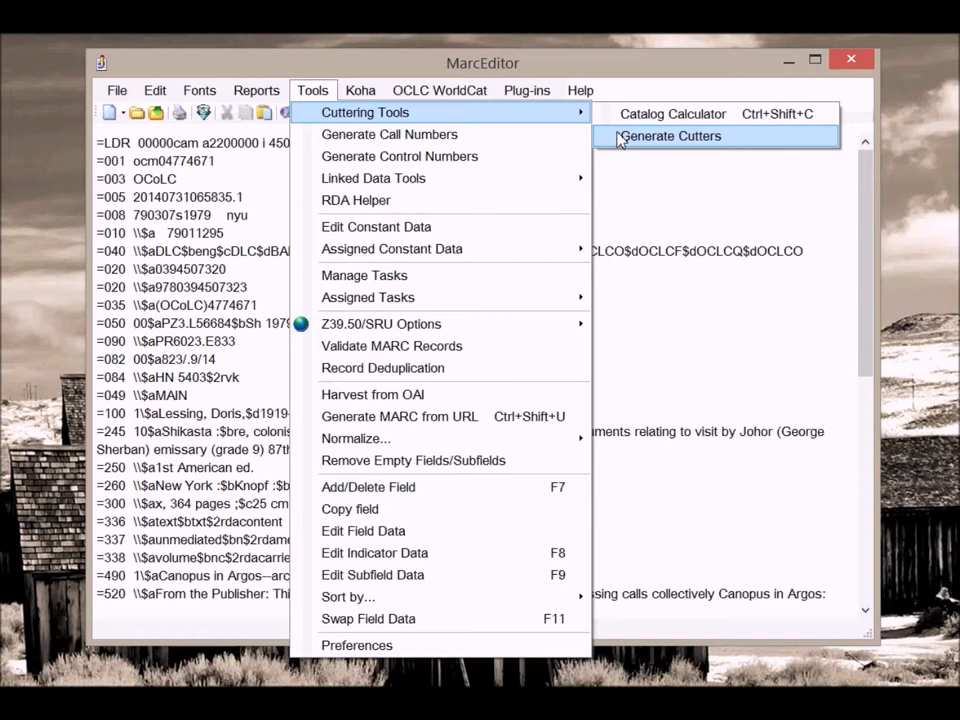 MarcEditor
File Edit Fonts Reports Tools Koha OCLC WorldCat Plug-ins Help
Cuttering Tools
Generate Call Numbers
Generate Control Numbers
Linked Data Tools
RDA Helper
Edit Constant Data
Assigned Constant Data
Manage Tasks
Assigned Tasks
Z39.50/SRU Options
Validate MARC Records
Record Deduplication
Harvest from OAI
Generate MARC from URL Ctrl+Shift+U
Normalize...
Remove Empty Fields/Subfields
Add/Delete Field F7
Copy field
Edit Field Data
Edit Indicator Data F8
Edit Subfield Data F9
Sort by...
Swap Field Data F11
Preferences
Catalog Calculator Ctrl+Shift+C
Generate Cutters
=LDR 00000cam a2200000 i 450
=001 ocm04774671
=003 OCoLC
=005 20140731065835.1
=008 790307s1979 nyu
=010 \\$a 79011295
=040 \\$aDLC$beng$cDLC$dBA CLCO$dOCLCF$dOCLCQ$dOCLCO
=020 \\$a0394507320
=020 \\$a9780394507323
=035 \\$a(OCoLC)4774671
=050 00$aPZ3.L56684$bSh 1979
=090 \\$aPR6023.E833
=082 00$a823/.9/14
=084 \\$aHN 5403$2rvk
=049 \\$aMAIN
=100 1\$aLessing, Doris,$d1919-
=245 10$aShikasta :$bre, coloni uments relating to visit by Johor (George
Sherban) emissary (grade 9) 87th
=250 \\$a1st American ed.
=260 \\$aNew York :$bKnopf :$b
=300 \\$ax, 364 pages ;$c25 cm
=336 \\$atext$btxt$2rdacontent
=337 \\$aunmediated$bn$2rdame
=338 \\$avolume$bnc$2rdacarrie
=490 1\$aCanopus in Argos--arc
=520 \\$aFrom the Publisher: Thi ssing calls collectively Canopus in Argos: